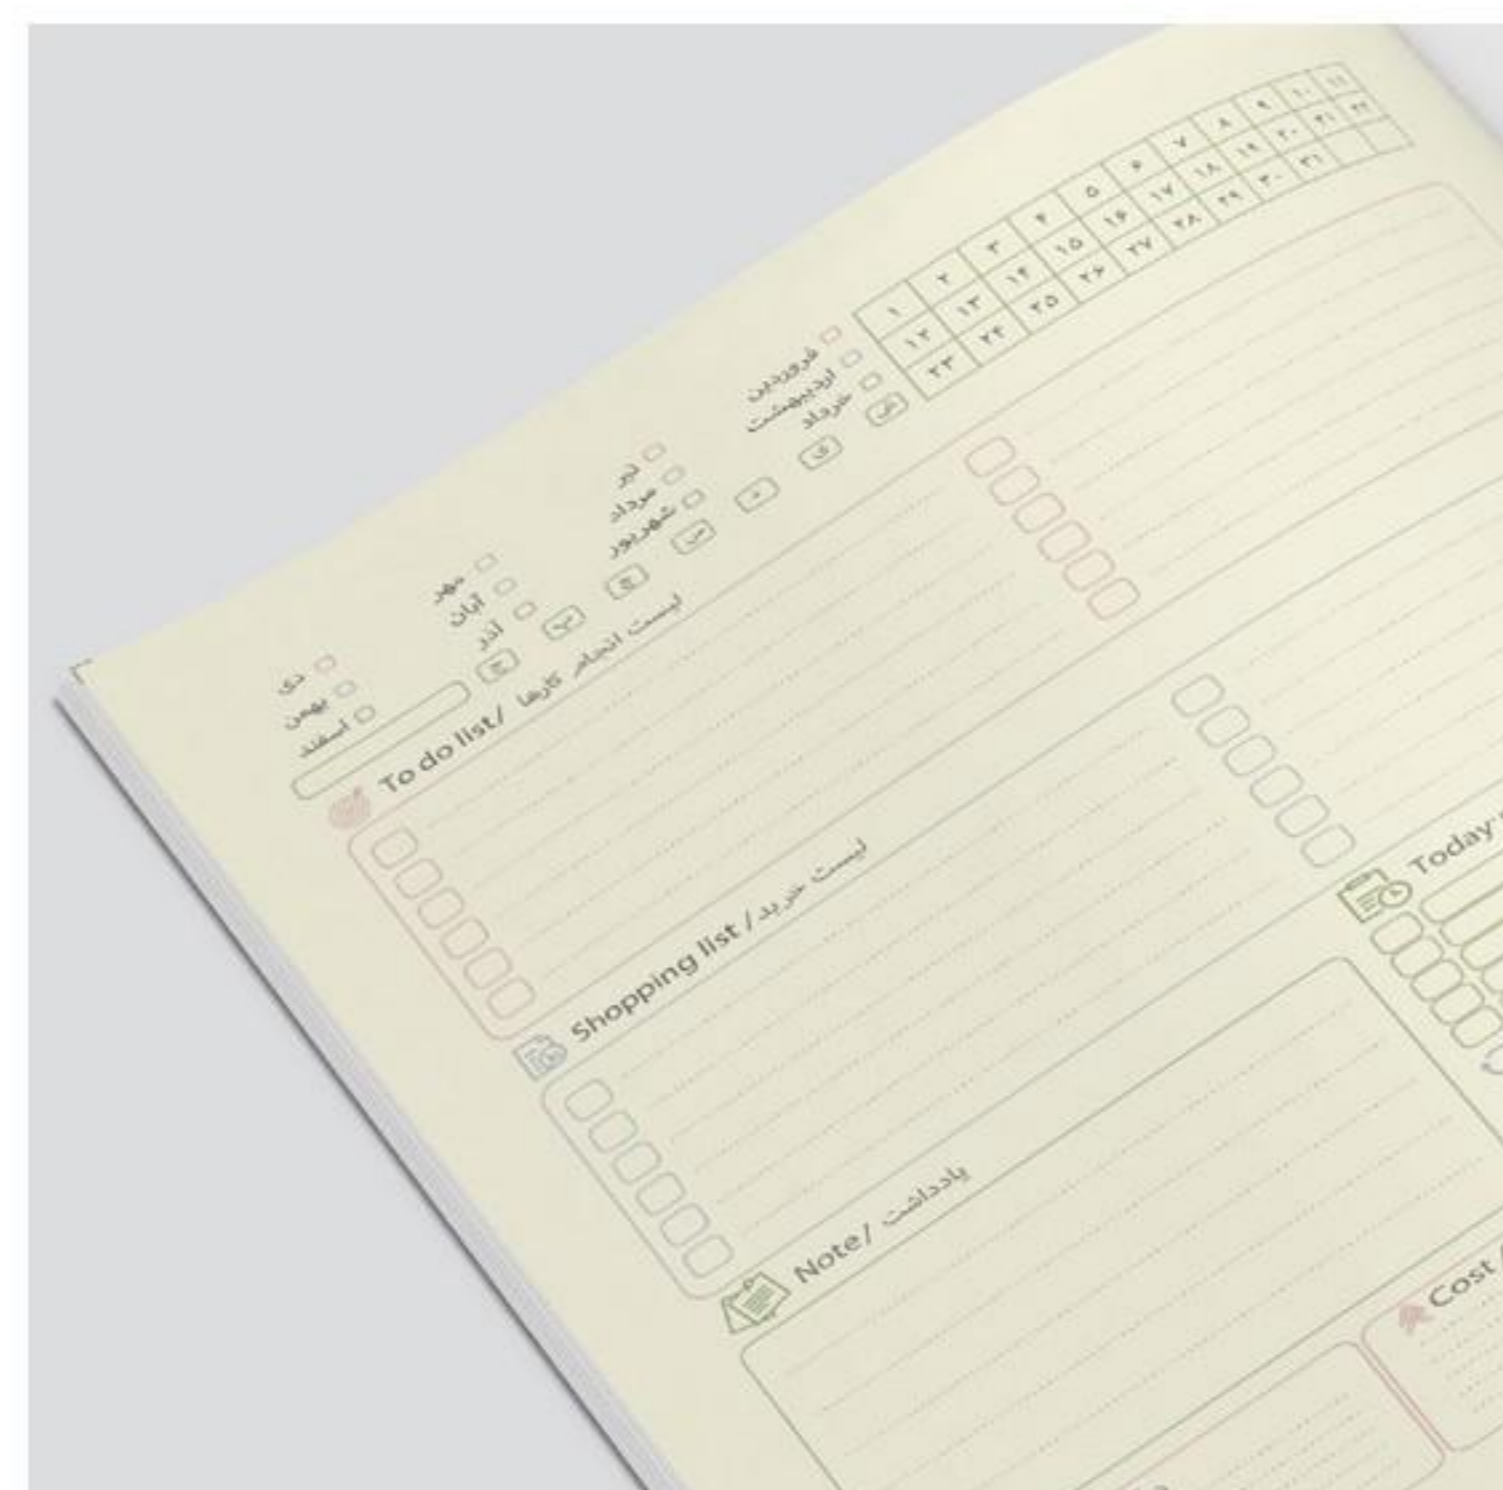 ۱ ۲ ۳ ۴ ۵ ۶ ۷ ۸ ۹ ۱۰ ۱۱
۱۲ ۱۳ ۱۴ ۱۵ ۱۶ ۱۷ ۱۸ ۱۹ ۲۰ ۲۱ ۲۲
۲۳ ۲۴ ۲۵ ۲۶ ۲۷ ۲۸ ۲۹ ۳۰ ۳۱
فروردین تیر مهر دی
اردیبهشت مرداد آبان بهمن
خرداد شهریور آذر اسفند
ش ی د س چ پ ج
To do list/ لیست انجام کارها
Shopping list / لیست خرید
Today
Note/ یادداشت
Cost /